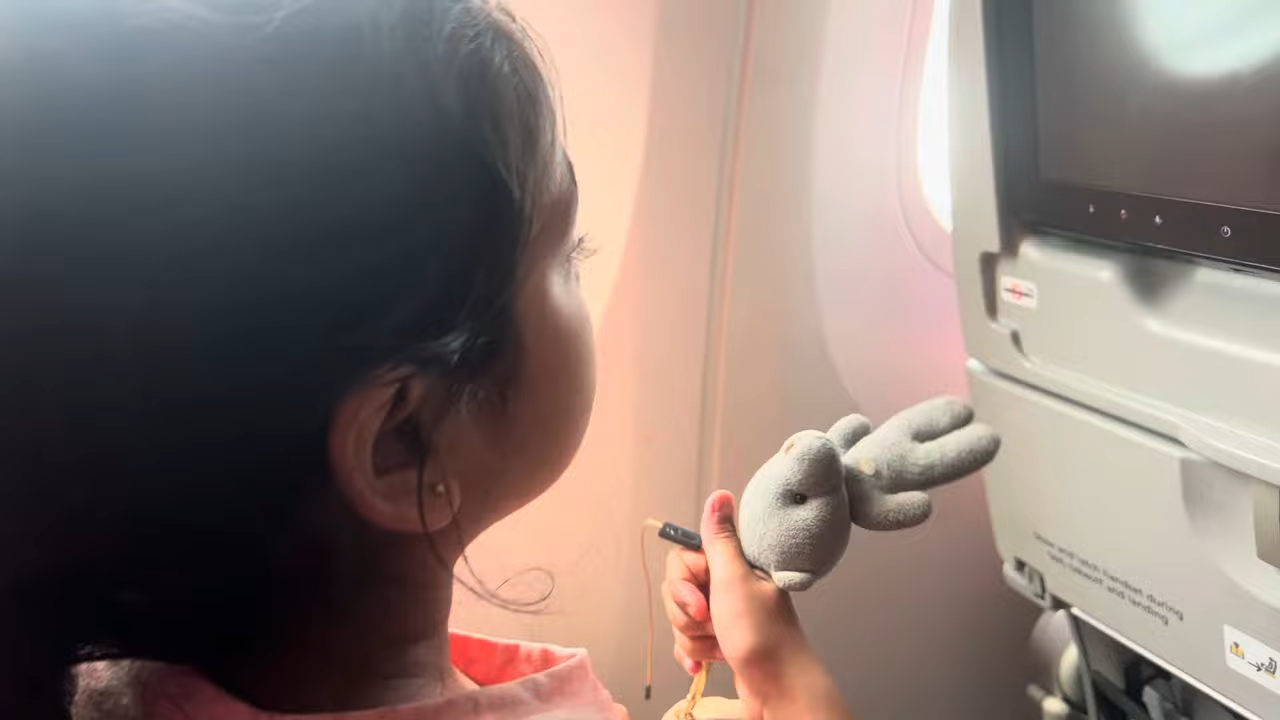 Stow and latch handset during
taxi, takeoff and landing